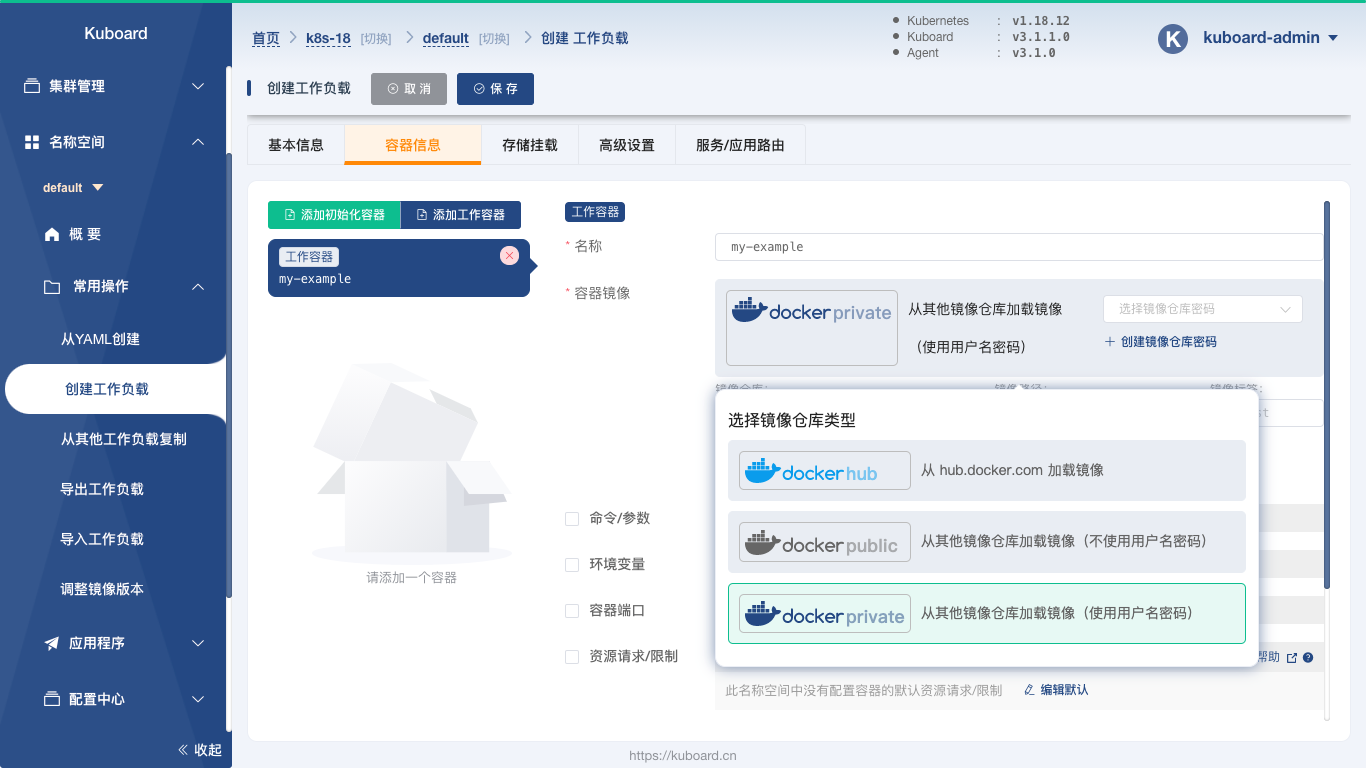 Kuboard
集群管理
名称空间
default
概 要
常用操作
从YAML创建
创建工作负载
从其他工作负载复制
导出工作负载
导入工作负载
调整镜像版本
应用程序
配置中心
收起
首页 k8s-18 [切换] default [切换] 创建 工作负载
Kubernetes : v1.18.12
Kuboard : v3.1.1.0
Agent : v3.1.0
K kuboard-admin
创建工作负载 取 消 保 存
基本信息 容器信息 存储挂载 高级设置 服务/应用路由
添加初始化容器 添加工作容器
工作容器
my-example
请添加一个容器
工作容器
* 名称 my-example
* 容器镜像
docker private 从其他镜像仓库加载镜像 选择镜像仓库密码
（使用用户名密码） + 创建镜像仓库密码
镜像仓库: 镜像路径: 镜像标签:
选择镜像仓库类型
docker hub 从 hub.docker.com 加载镜像
docker public 从其他镜像仓库加载镜像（不使用用户名密码）
docker private 从其他镜像仓库加载镜像（使用用户名密码）
命令/参数
环境变量
容器端口
资源请求/限制 帮助
此名称空间中没有配置容器的默认资源请求/限制 编辑默认
https://kuboard.cn